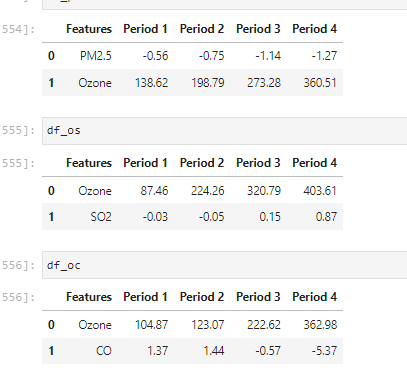 554]:
Features Period 1 Period 2 Period 3 Period 4
0 PM2.5 -0.56 -0.75 -1.14 -1.27
1 Ozone 138.62 198.79 273.28 360.51
555]: df_os
555]:
Features Period 1 Period 2 Period 3 Period 4
0 Ozone 87.46 224.26 320.79 403.61
1 SO2 -0.03 -0.05 0.15 0.87
556]: df_oc
556]:
Features Period 1 Period 2 Period 3 Period 4
0 Ozone 104.87 123.07 222.62 362.98
1 CO 1.37 1.44 -0.57 -5.37